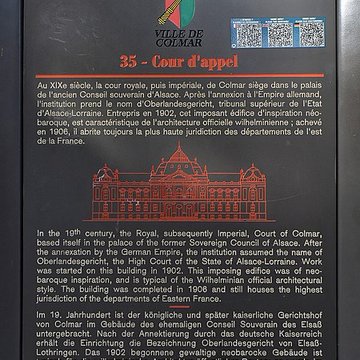 VILLE DE
COLMAR
35 - Cour d'appel
Au XIXe siècle, la cour royale, puis impériale, de Colmar siège dans le palais
de l'ancien Conseil souverain d'Alsace. Après l'annexion à l'Empire allemand,
l'institution prend le nom d'Oberlandesgericht, tribunal supérieur de l'Etat
d'Alsace-Lorraine. Entrepris en 1902, cet imposant édifice d'inspiration néo-
baroque, est caractéristique de l'architecture officielle wilhelminienne ; achevé
en 1906, il abrite toujours la plus haute juridiction des départements de l'est
de la France.
In the 19th century, the Royal, subsequently Imperial, Court of Colmar,
based itself in the palace of the former Sovereign Council of Alsace. After
the annexation by the German Empire, the institution assumed the name of
Oberlandesgericht, the High Court of the State of Alsace-Lorraine. Work
was started on this building in 1902. This imposing edifice was of neo-
baroque inspiration, and is typical of the Wilhelminian official architectural
style. The building was completed in 1906 and still houses the highest
jurisdiction of the departments of Eastern France.
Im 19. Jahrhundert ist der königliche und später kaiserliche Gerichtshof
von Colmar im Gebäude des ehemaligen Conseil Souverain des Elsaß
untergebracht. Nach der Annektierung durch das deutsche Kaiserreich
erhält die Einrichtung die Bezeichnung Oberlandesgericht von Elsaß-
Lothringen. Das 1902 begonnene gewaltige neobarocke Gebäude ist